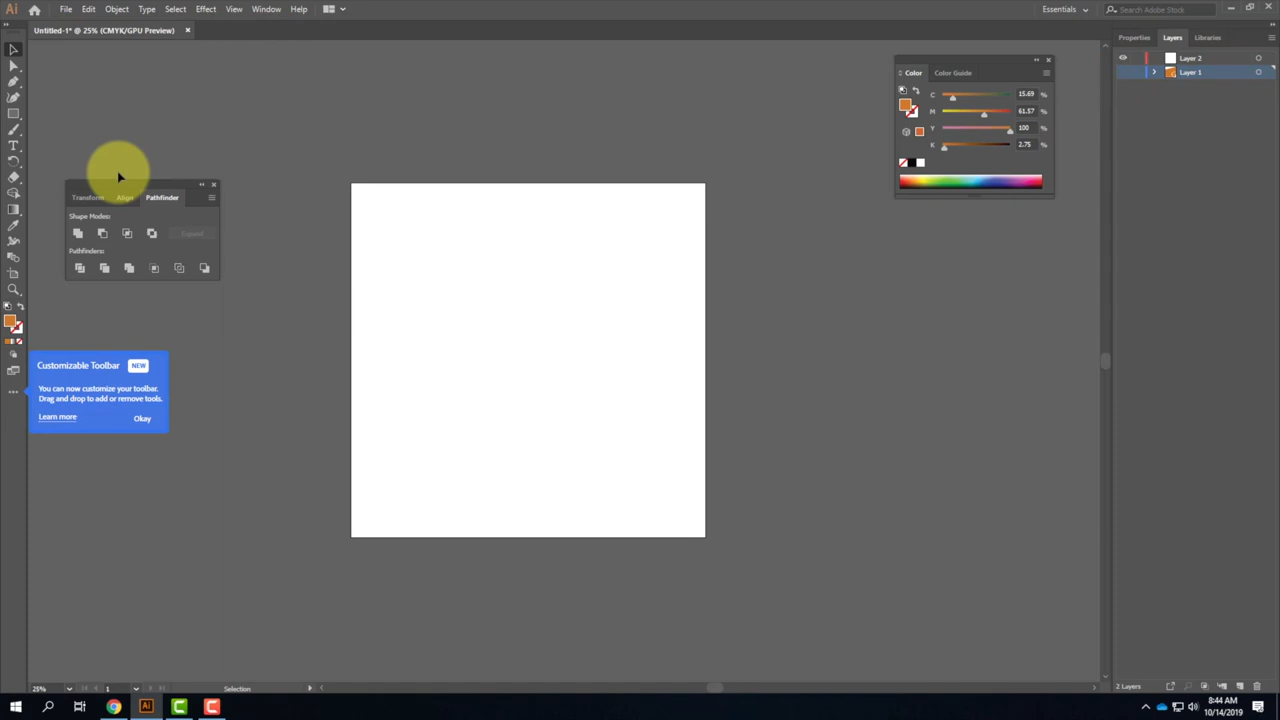 Ai File Edit Object Type Select Effect View Window Help Essentials Search Adobe Stock
Untitled-1* @ 25% (CMYK/GPU Preview)
Properties Layers Libraries
Layer 2
Layer 1
Color Color Guide
C 15.69 %
M 61.57 %
Y 100 %
K 2.75 %
Transform Align Pathfinder
Shape Modes:
Expand
Pathfinders:
Customizable Toolbar NEW
You can now customize your toolbar.
Drag and drop to add or remove tools.
Learn more Okay
25% 1 Selection
2 Layers
Ai
8:44 AM
10/14/2019